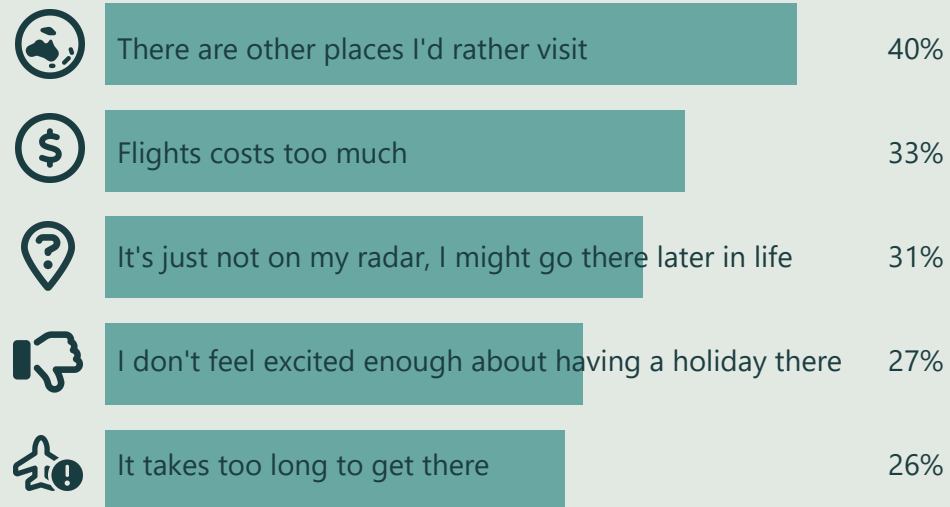 There are other places I'd rather visit 40%
Flights costs too much 33%
It's just not on my radar, I might go there later in life 31%
I don't feel excited enough about having a holiday there 27%
It takes too long to get there 26%